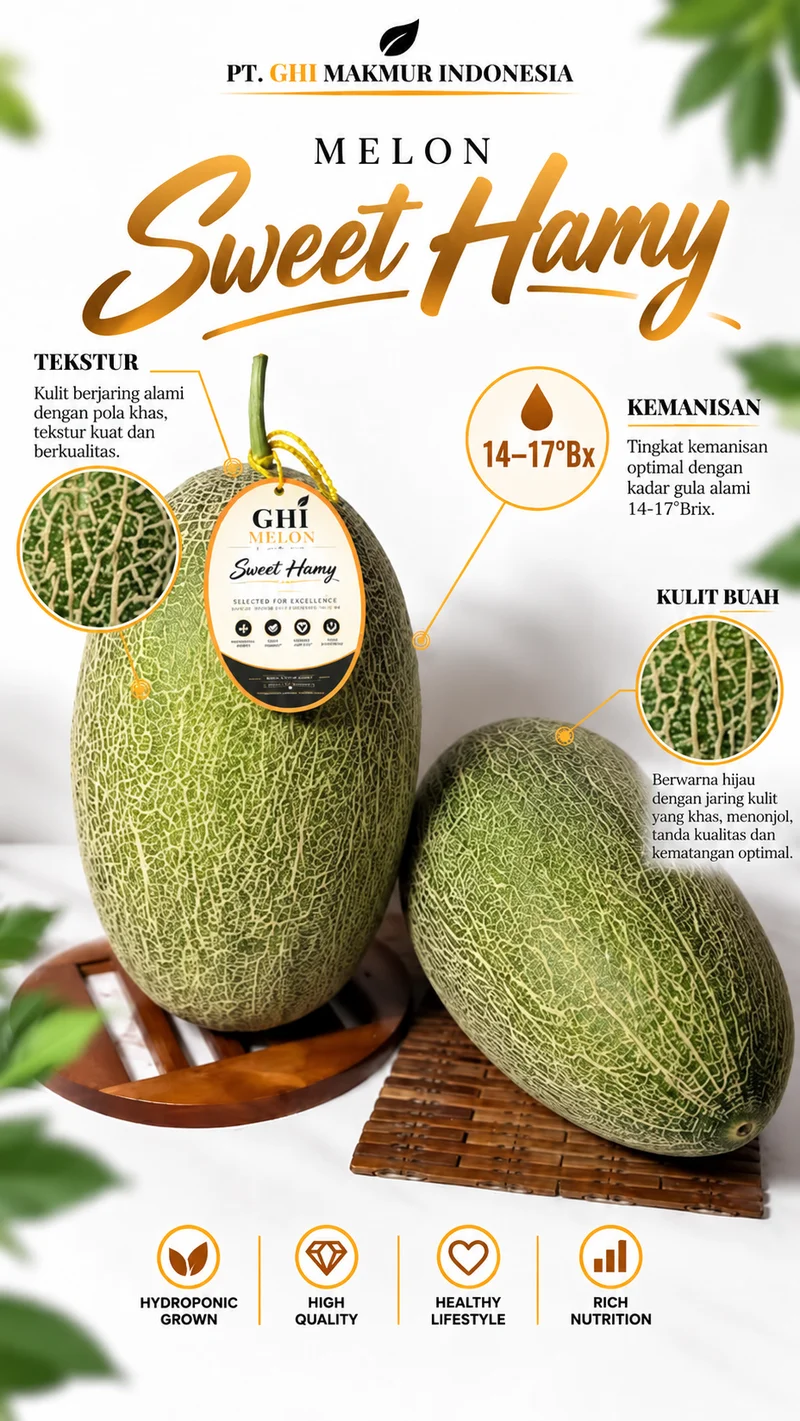 PT. GHI MAKMUR INDONESIA
MELON
Sweet Hamy
TEKSTUR
Kulit berjaring alami
dengan pola khas,
tekstur kuat dan
berkualitas.
14–17°Bx
KEMANISAN
Tingkat kemanisan
optimal dengan
kadar gula alami
14-17°Brix.
GHI
MELON
Sweet Hamy
SELECTED FOR EXCELLENCE
KULIT BUAH
Berwarna hijau
dengan jaring kulit
yang khas, menonjol,
tanda kualitas dan
kematangan optimal.
HYDROPONIC
GROWN
HIGH
QUALITY
HEALTHY
LIFESTYLE
RICH
NUTRITION